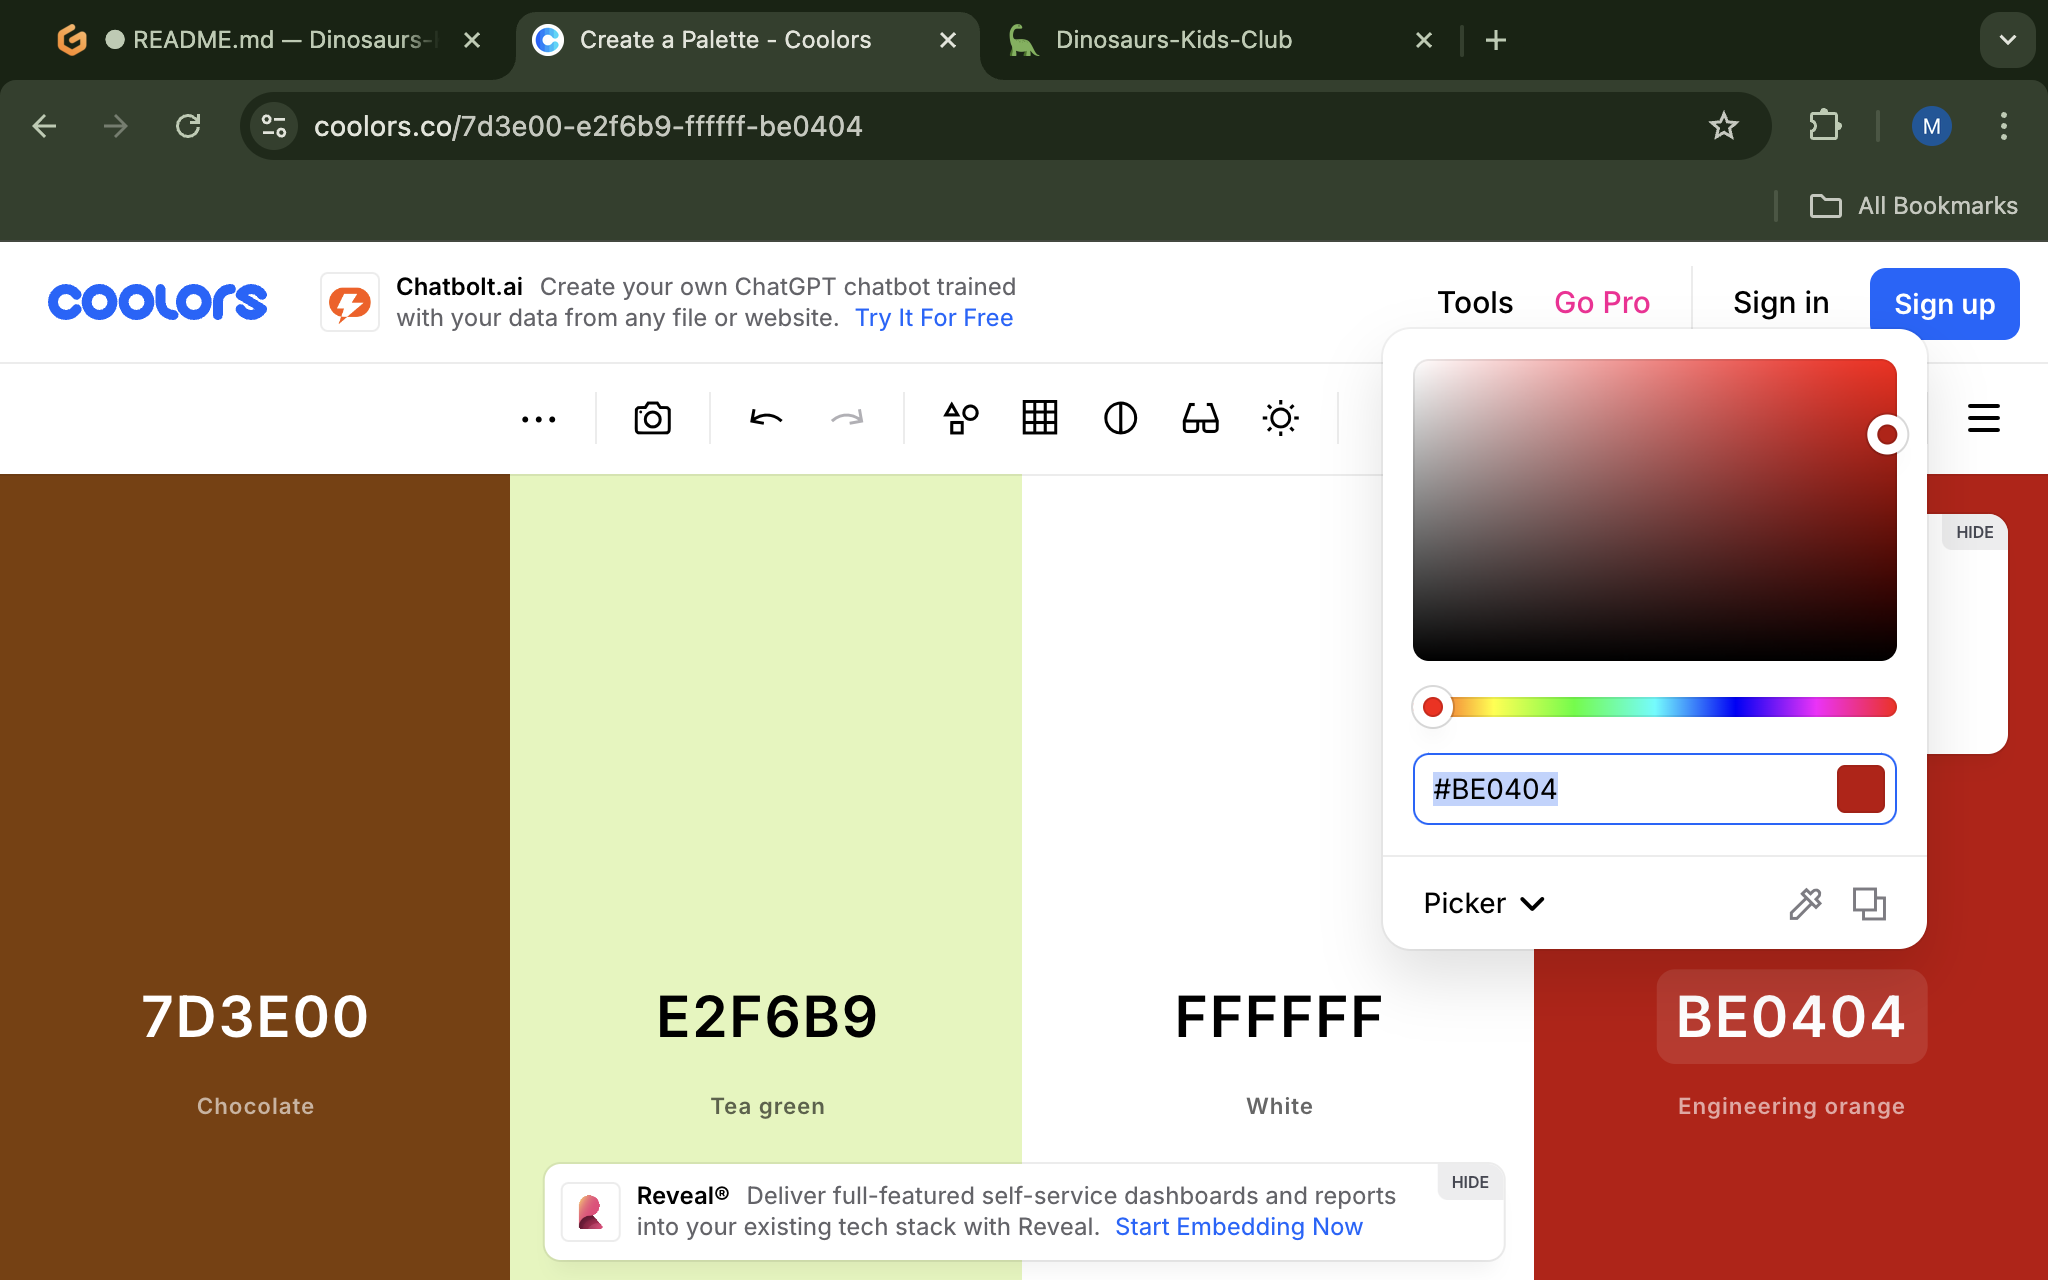 README.md — Dinosaurs-
Create a Palette - Coolors
Dinosaurs-Kids-Club
coolors.co/7d3e00-e2f6b9-ffffff-be0404
M
All Bookmarks
coolors
Chatbolt.ai Create your own ChatGPT chatbot trained
with your data from any file or website. Try It For Free
Tools
Go Pro
Sign in
Sign up
HIDE
#BE0404
Picker
7D3E00
Chocolate
E2F6B9
Tea green
FFFFFF
White
BE0404
Engineering orange
Reveal® Deliver full-featured self-service dashboards and reports
into your existing tech stack with Reveal. Start Embedding Now
HIDE